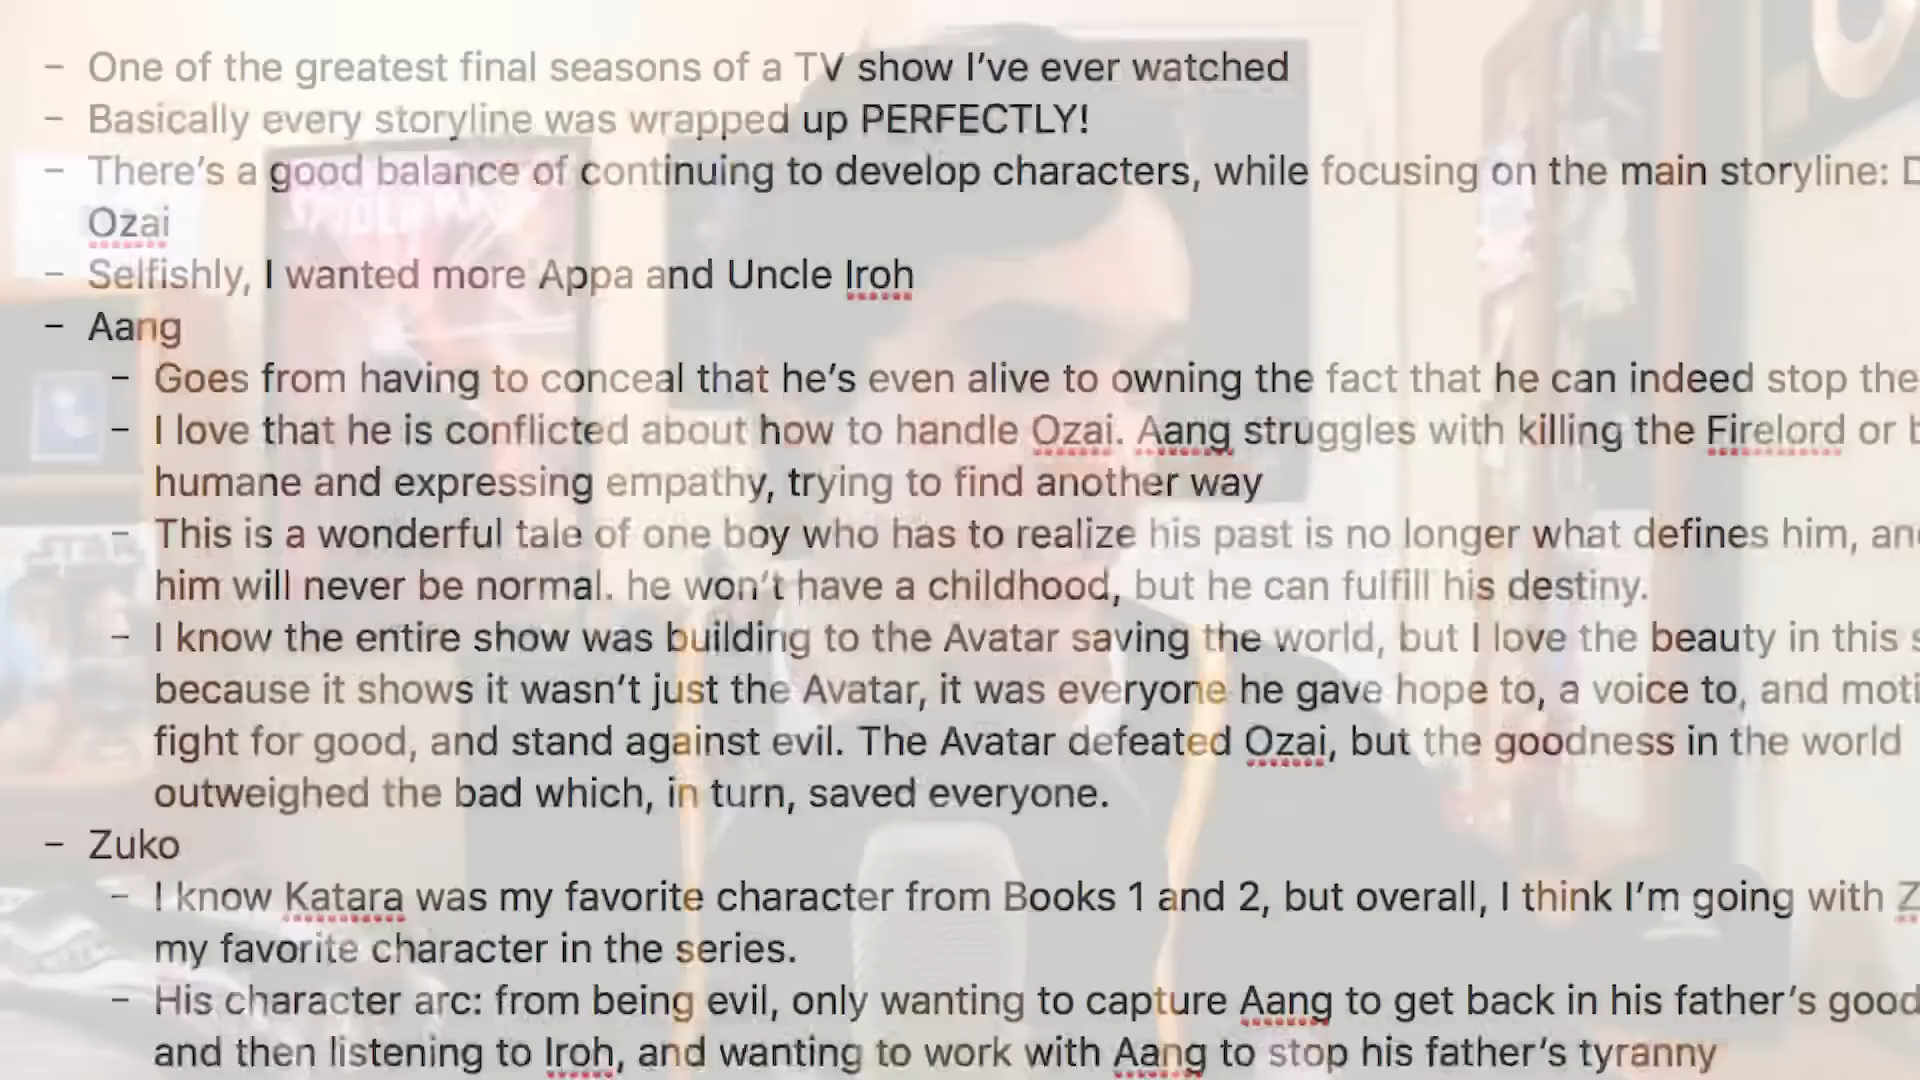 - One of the greatest final seasons of a TV show I've ever watched
- Basically every storyline was wrapped up PERFECTLY!
- There's a good balance of continuing to develop characters, while focusing on the main storyline:
Ozai
- Selfishly, I wanted more Appa and Uncle Iroh
- Aang
- Goes from having to conceal that he's even alive to owning the fact that he can indeed stop the
- I love that he is conflicted about how to handle Ozai. Aang struggles with killing the Firelord or
humane and expressing empathy, trying to find another way
- This is a wonderful tale of one boy who has to realize his past is no longer what defines him,
him will never be normal. he won't have a childhood, but he can fulfill his destiny.
- I know the entire show was building to the Avatar saving the world, but I love the beauty in this
because it shows it wasn't just the Avatar, it was everyone he gave hope to, a voice to, and
fight for good, and stand against evil. The Avatar defeated Ozai, but the goodness in the world
outweighed the bad which, in turn, saved everyone.
- Zuko
- I know Katara was my favorite character from Books 1 and 2, but overall, I think I'm going with
my favorite character in the series.
- His character arc: from being evil, only wanting to capture Aang to get back in his father's good
and then listening to Iroh, and wanting to work with Aang to stop his father's tyranny
SPIDER-MAN
STAR